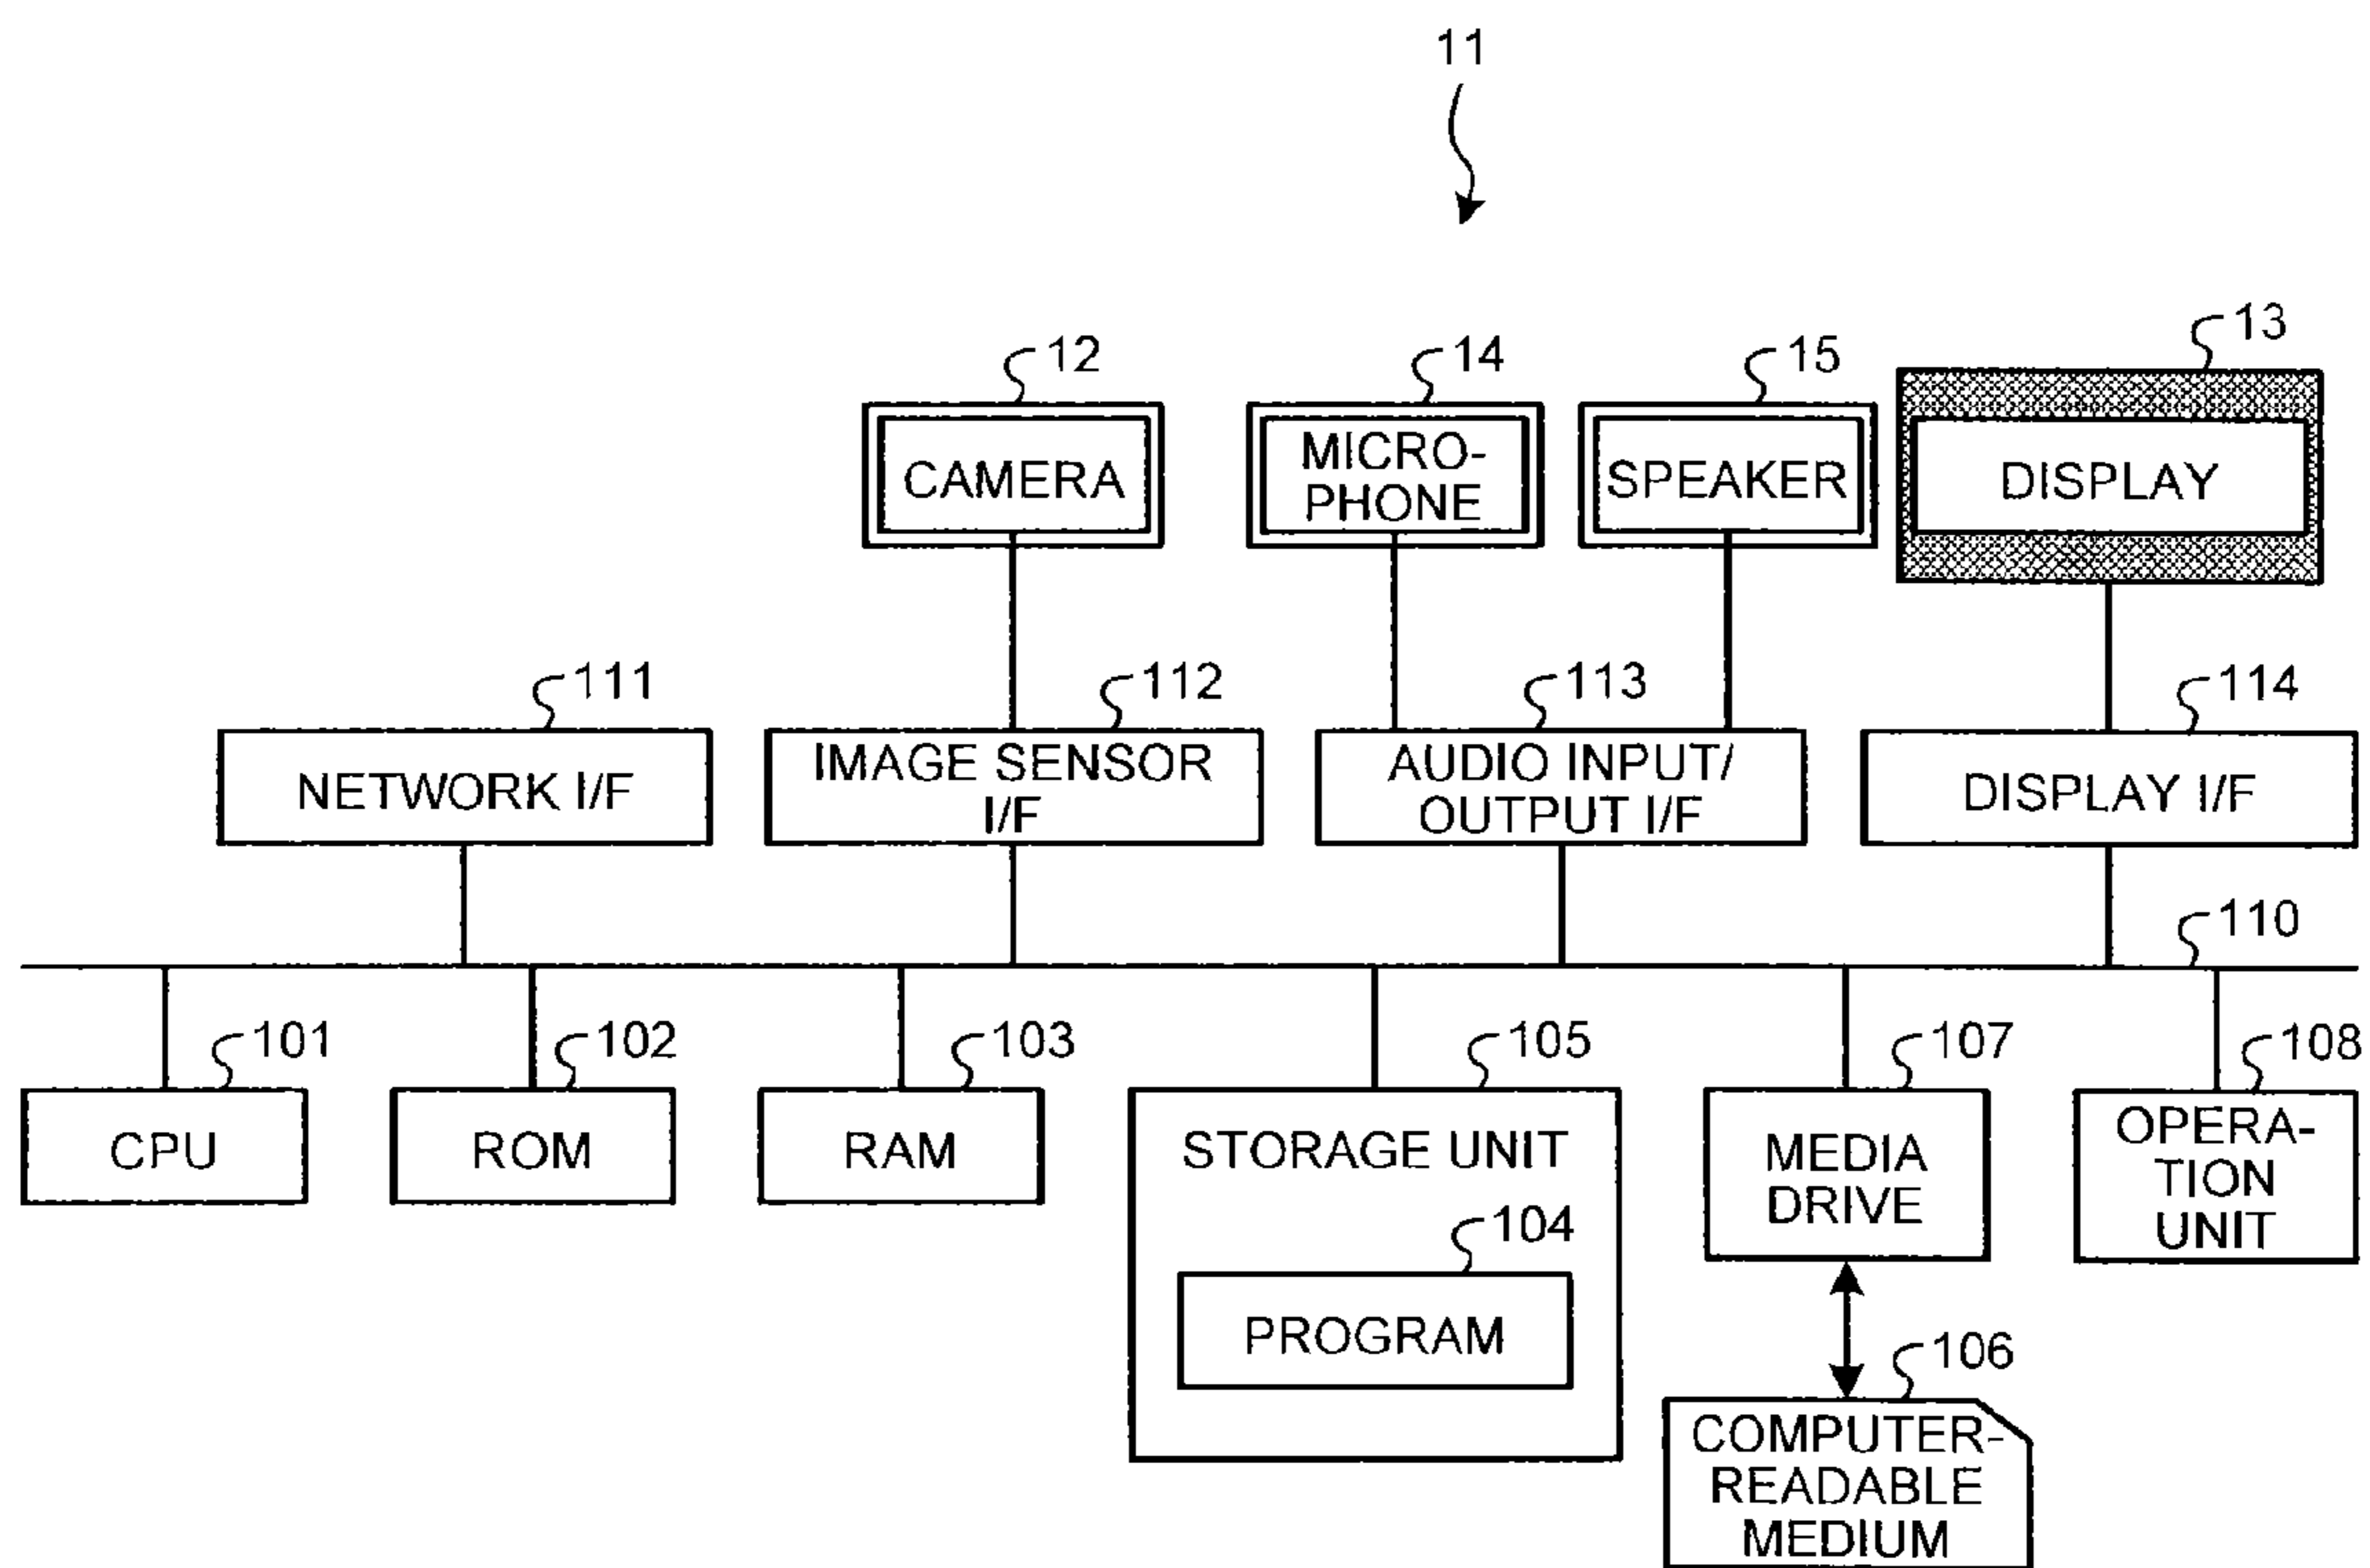 11
12
14
15
13
CAMERA
MICRO-
PHONE
SPEAKER
DISPLAY
111
112
113
114
NETWORK I/F
IMAGE SENSOR
I/F
AUDIO INPUT/
OUTPUT I/F
DISPLAY I/F
110
101
102
103
105
107
108
CPU
ROM
RAM
STORAGE UNIT
MEDIA
DRIVE
OPERA-
TION
UNIT
104
PROGRAM
106
COMPUTER-
READABLE
MEDIUM